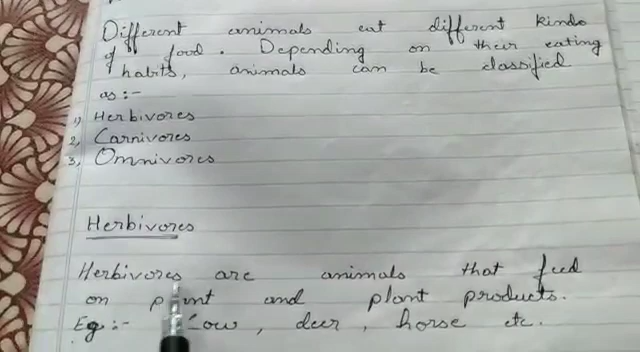 Different animals eat different kinds
of food. Depending on their eating
habits, animals can be classified
as:-
1) Herbivores
2, Carnivores
3, Omnivores
Herbivores
Herbivores are animals that feed
on plant and plant products.
Eg:- Cow, deer, horse etc.